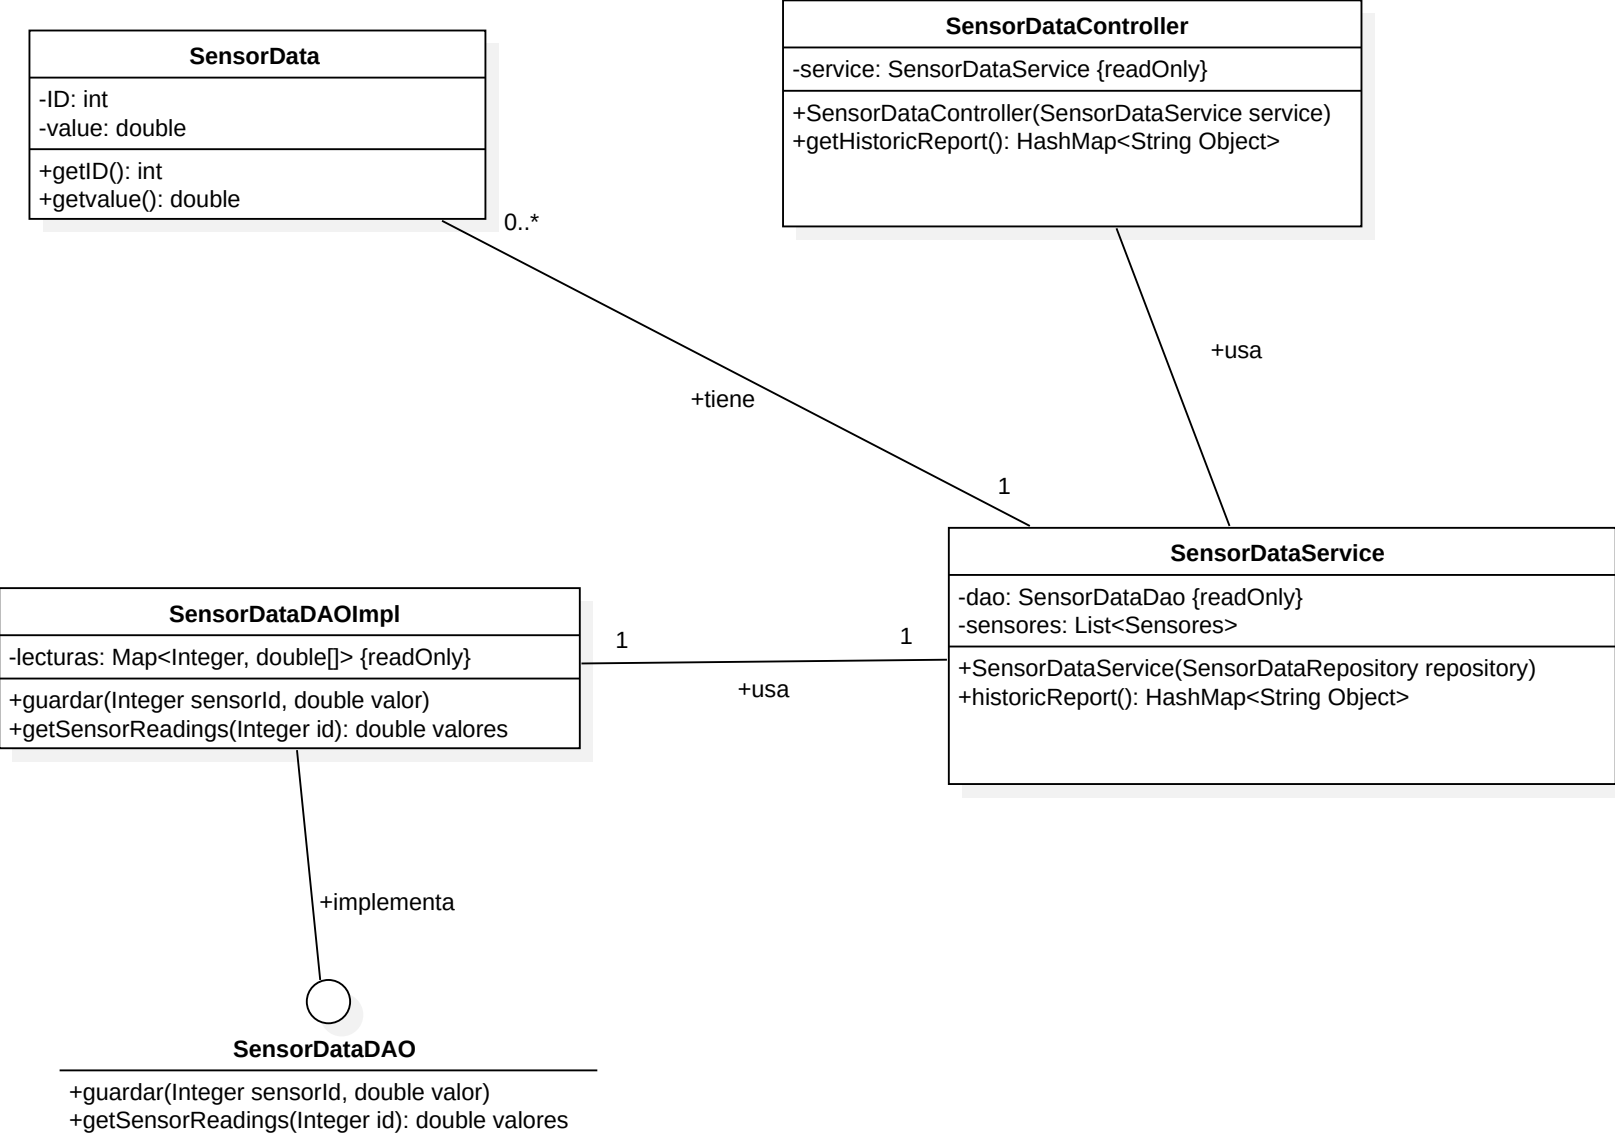 SensorData
-ID: int
-value: double
+getID(): int
+getvalue(): double
SensorDataController
-service: SensorDataService {readOnly}
+SensorDataController(SensorDataService service)
+getHistoricReport(): HashMap<String Object>
0..*
+tiene
1
+usa
SensorDataService
-dao: SensorDataDao {readOnly}
-sensores: List<Sensores>
+SensorDataService(SensorDataRepository repository)
+historicReport(): HashMap<String Object>
SensorDataDAOImpl
-lecturas: Map<Integer, double[]> {readOnly}
+guardar(Integer sensorId, double valor)
+getSensorReadings(Integer id): double valores
1
1
+usa
+implementa
SensorDataDAO
+guardar(Integer sensorId, double valor)
+getSensorReadings(Integer id): double valores